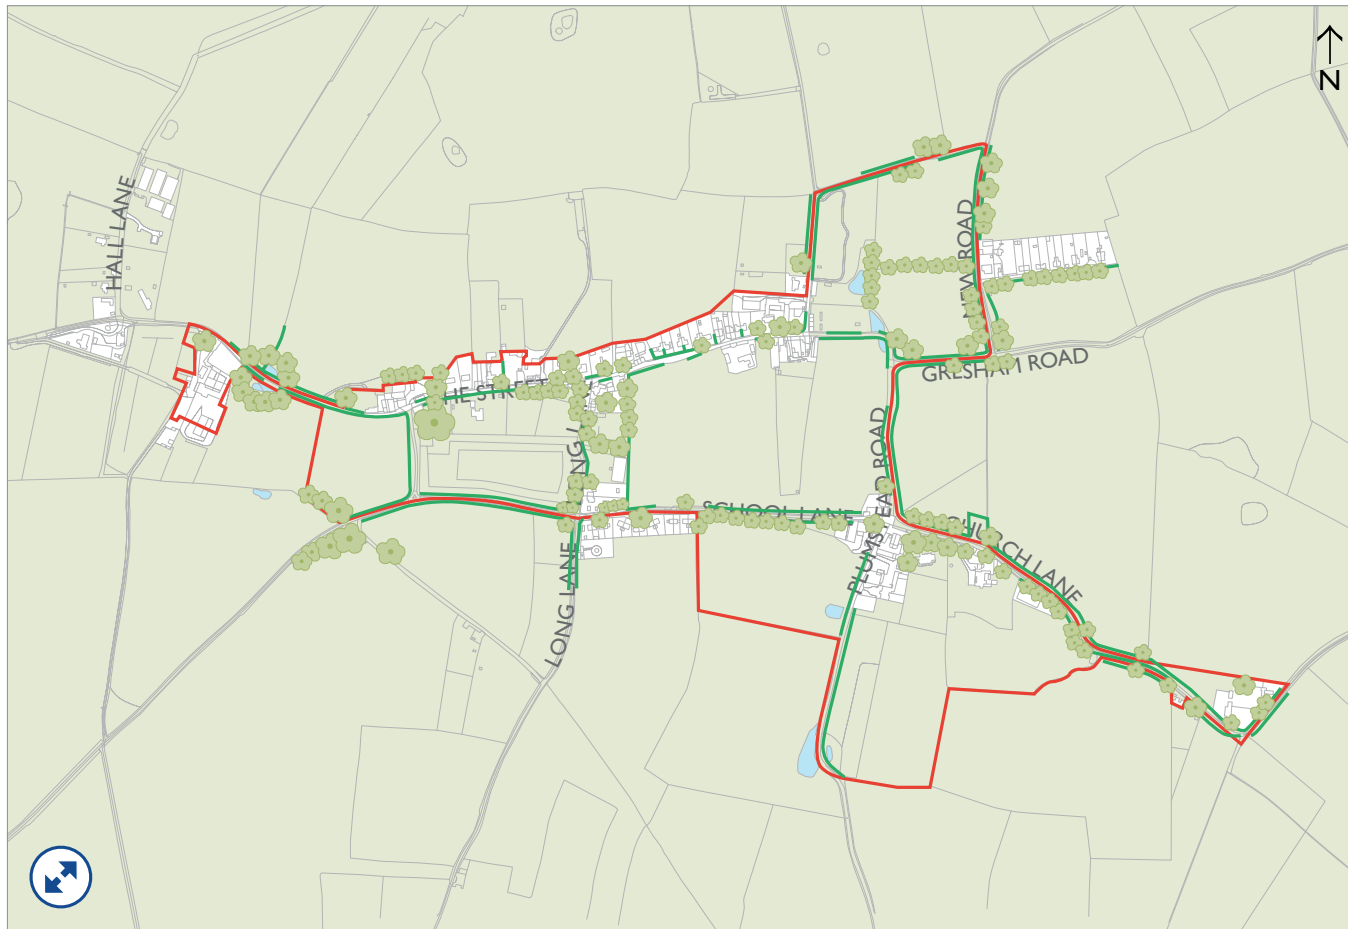 N
HALL LANE
NEW ROAD
GRESHAM ROAD
THE STREET
PLUMSTEAD ROAD
SCHOOL LANE
CHURCH LANE
LONG LANE